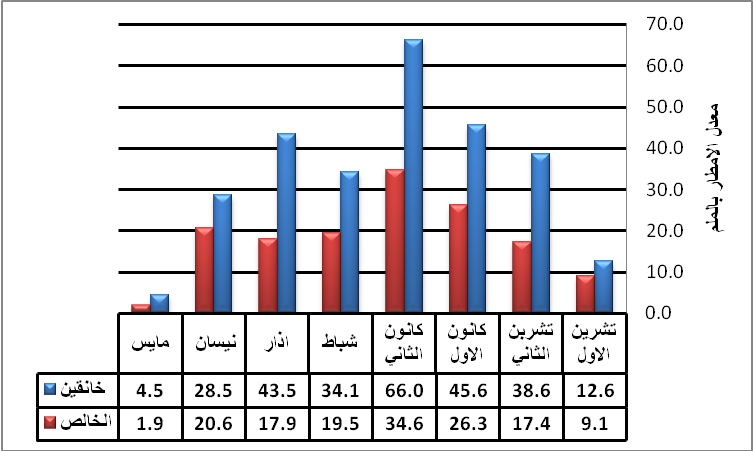 70.0
60.0
50.0
40.0
30.0
20.0
10.0
0.0
معدل الامطار بالملم
تشرين الاول
تشرين الثاني
كانون الاول
كانون الثاني
شباط
اذار
نيسان
مايس
خانقين 12.6 38.6 45.6 66.0 34.1 43.5 28.5 4.5
الخالص 9.1 17.4 26.3 34.6 19.5 17.9 20.6 1.9